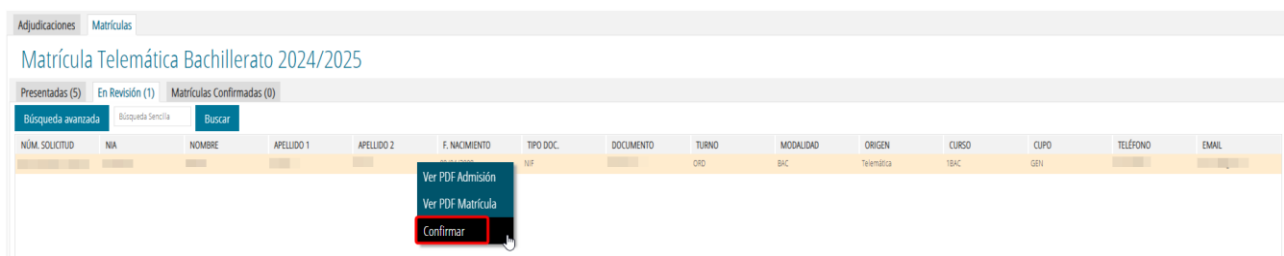 Adjudicaciones Matrículas
Matrícula Telemática Bachillerato 2024/2025
Presentadas (5) En Revisión (1) Matrículas Confirmadas (0)
Búsqueda avanzada Búsqueda Sencilla Buscar
NÚM. SOLICITUD NIA NOMBRE APELLIDO 1 APELLIDO 2 F. NACIMIENTO TIPO DOC. DOCUMENTO TURNO MODALIDAD ORIGEN CURSO CUPO TELÉFONO EMAIL
NIF ORD BAC Telemática 1BAC GEN
Ver PDF Admisión
Ver PDF Matrícula
Confirmar